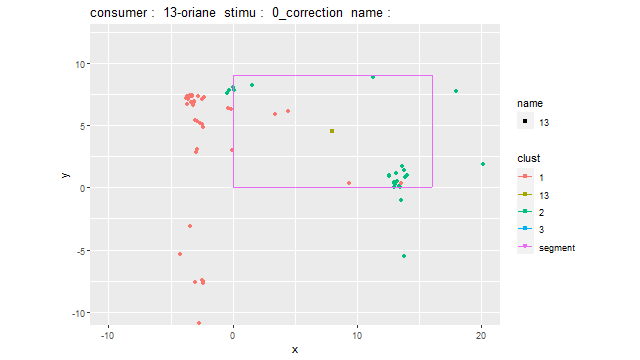 consumer : 13-oriane stimu : 0_correction name :
10
5
0
-5
-10
y
-10
0
10
20
x
name
13
clust
1
13
2
3
segment